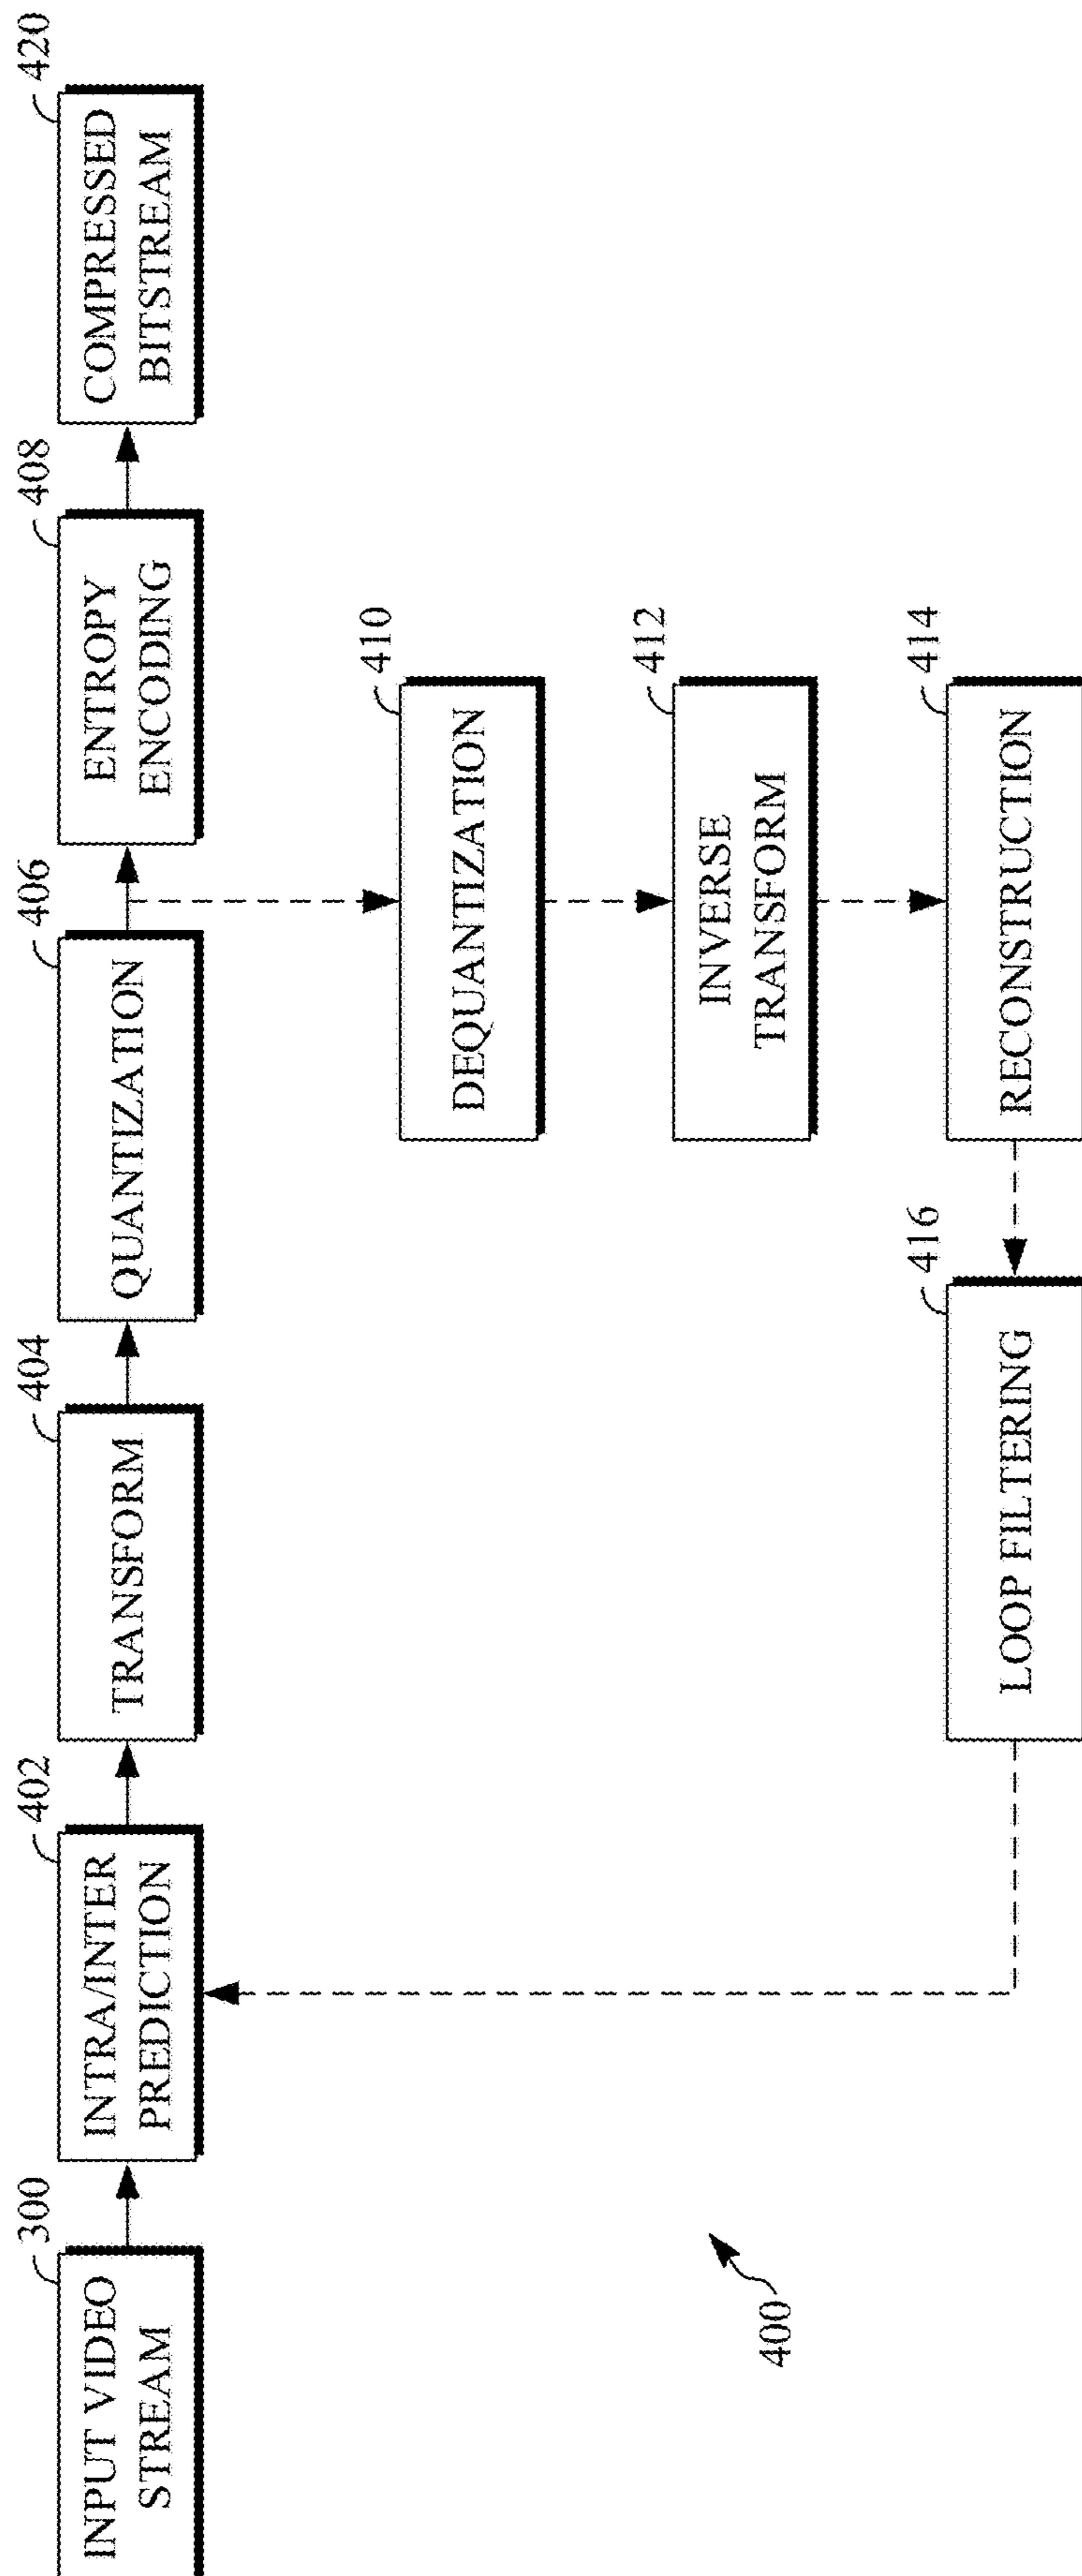 300
INPUT VIDEO
STREAM
402
INTRA/INTER
PREDICTION
404
TRANSFORM
406
QUANTIZATION
408
ENTROPY
ENCODING
420
COMPRESSED
BITSTREAM
410
DEQUANTIZATION
412
INVERSE
TRANSFORM
416
LOOP FILTERING
414
RECONSTRUCTION
400